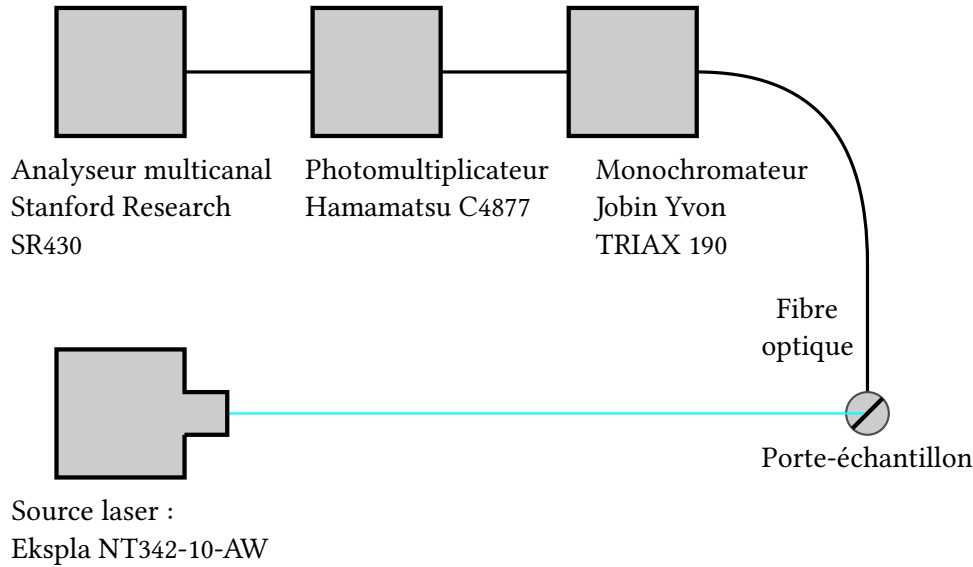 Analyseur multicanal
Stanford Research
SR430
Photomultiplicateur
Hamamatsu C4877
Monochromateur
Jobin Yvon
TRIAX 190
Fibre
optique
Porte-échantillon
Source laser :
Ekspla NT342-10-AW